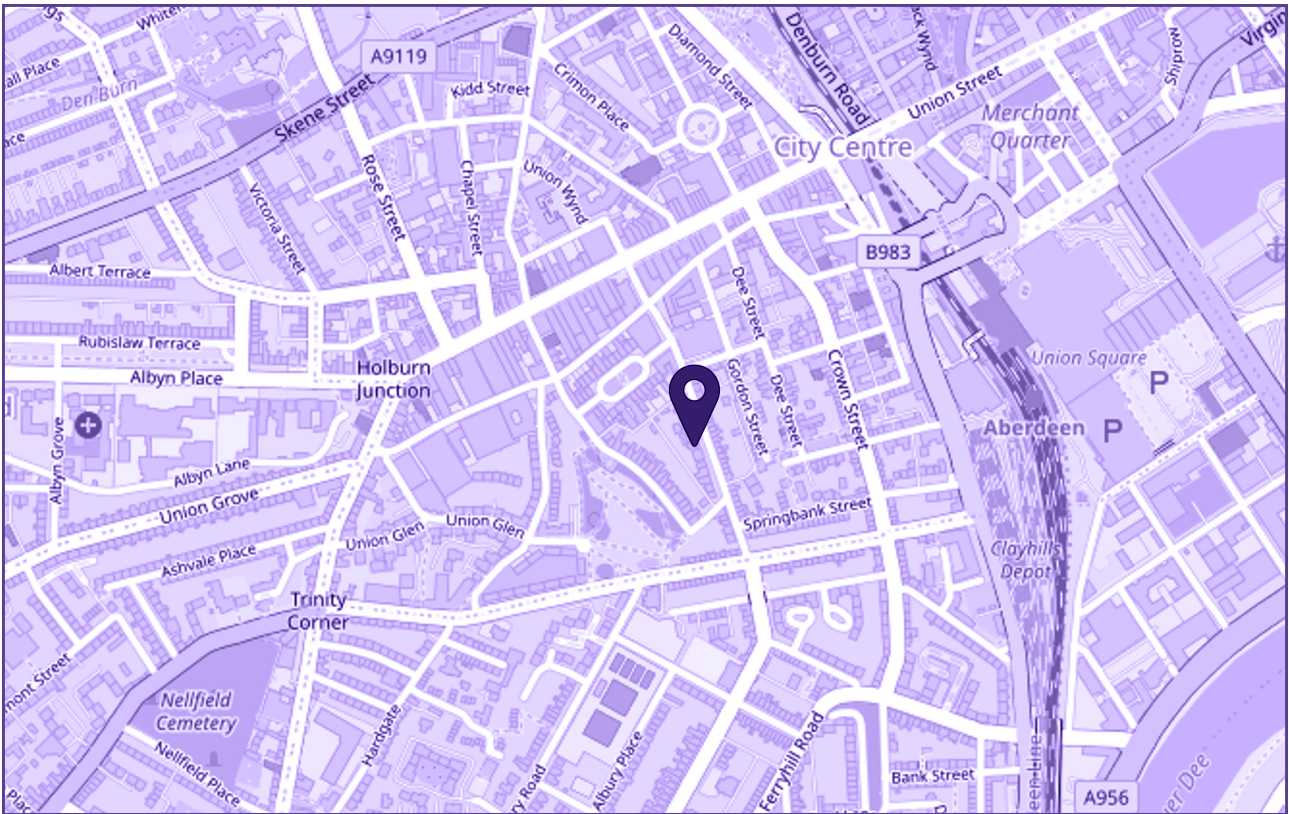 Denburn Road
Diamond Street
A9119
Union Street
Kidd Street
Crimon Place
Den Burn
Skene Street
Merchant
Quarter
City Centre
Rose Street
Chapel Street
Union Wynd
Victoria Street
B983
Albert Terrace
Dee Street
Rubislaw Terrace
Crown Street
Union Square
Holburn
Junction
Albyn Place
Gordon Street
Dee Street
P
P
Aberdeen
Albyn Grove
Albyn Lane
Union Grove
Springbank Street
Union Glen
Union Glen
Ashvale Place
Clayhills
Depot
Trinity
Corner
Nellfield
Cemetery
Hardgate
Nellfield Place
Albury Place
Ferryhill Road
Bank Street
A956